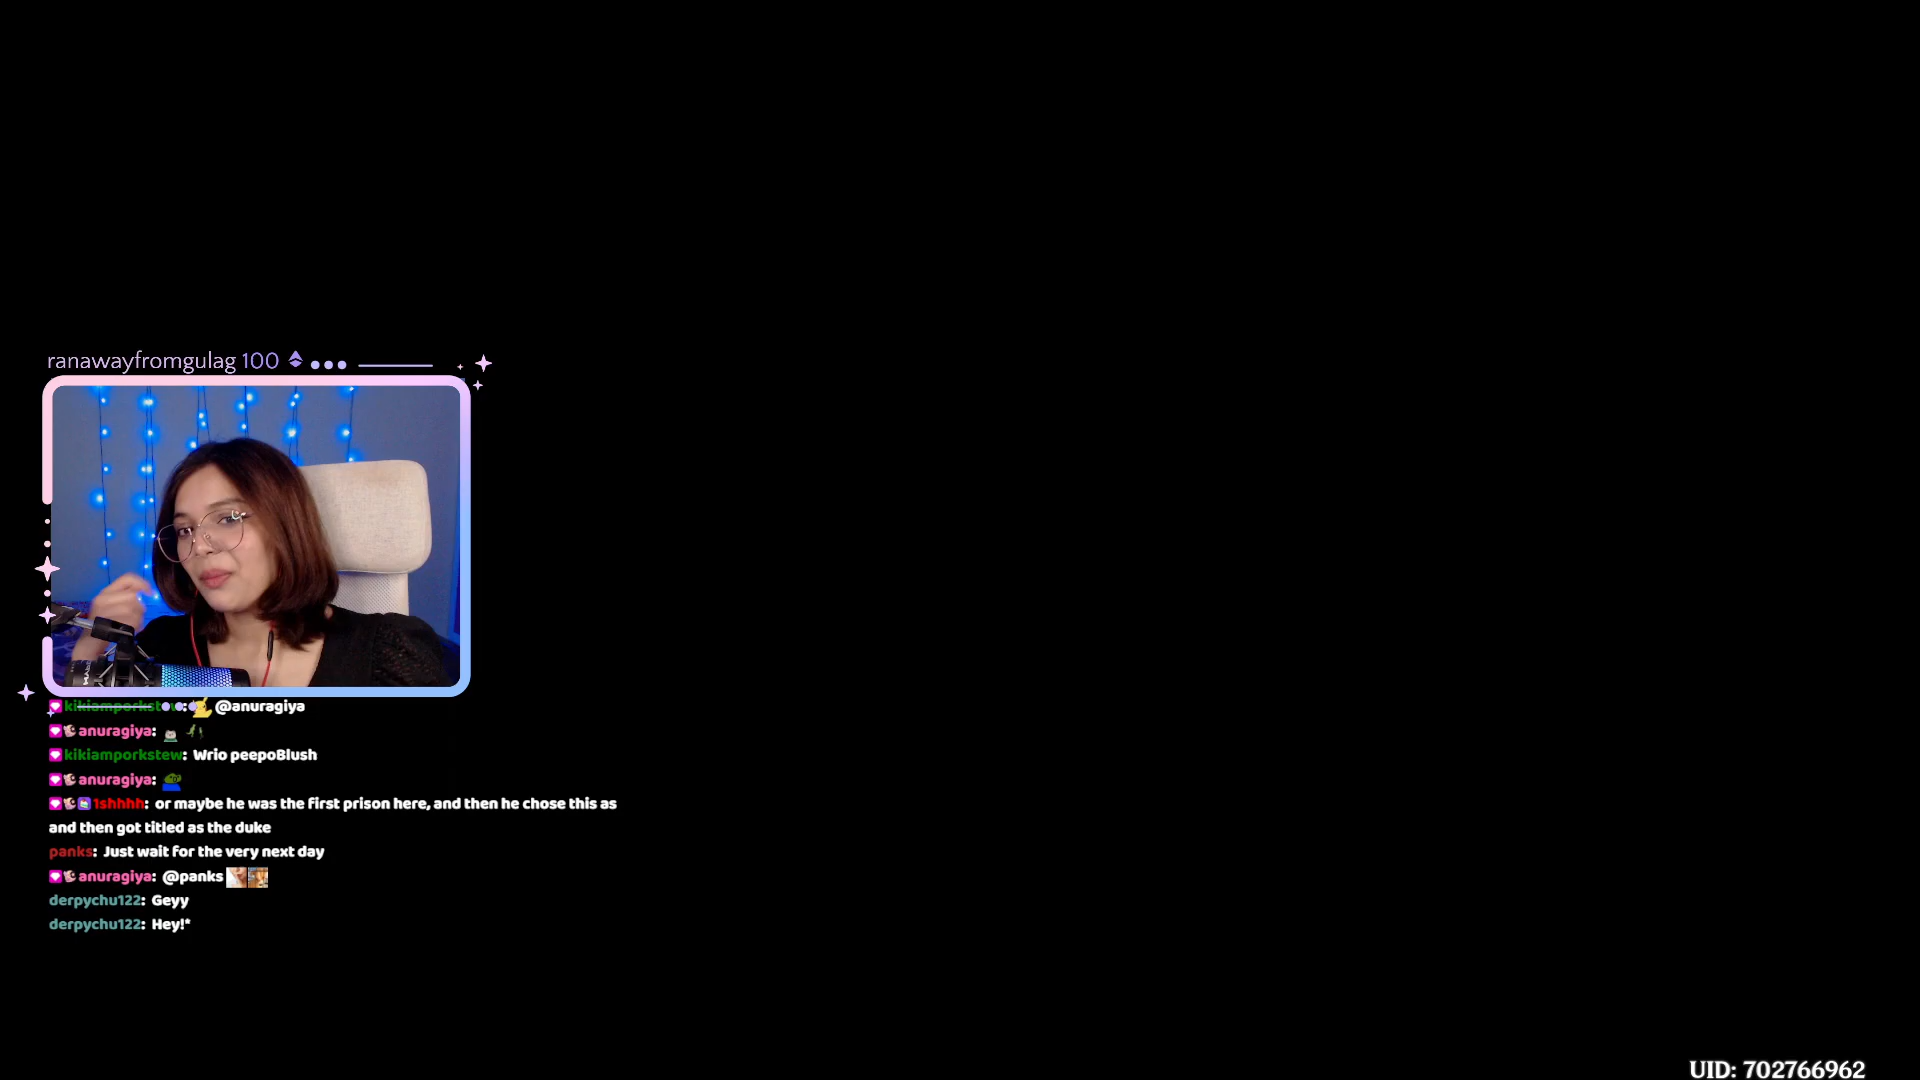 ranawayfromgulag 100
kikiamporkstew: @anuragiya
anuragiya:
kikiamporkstew: Wrio peepoBlush
anuragiya:
1shhhh: or maybe he was the first prison here, and then he chose this as
and then got titled as the duke
panks: Just wait for the very next day
anuragiya: @panks
derpychu122: Geyy
derpychu122: Hey!*
UID: 702766962